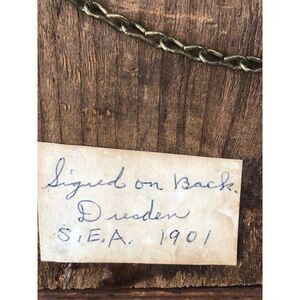 Signed on Back.
Dresden
S.E.A. 1901